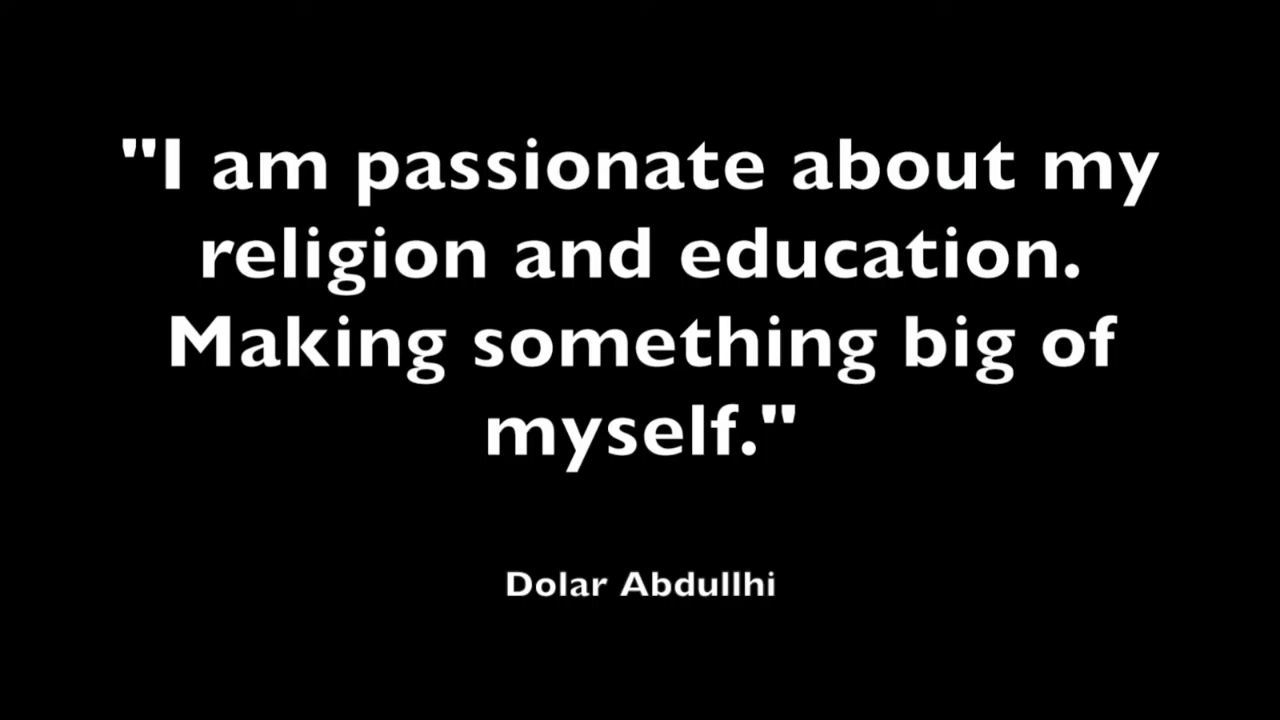 "I am passionate about my
religion and education.
Making something big of
myself."
Dolar Abdullhi